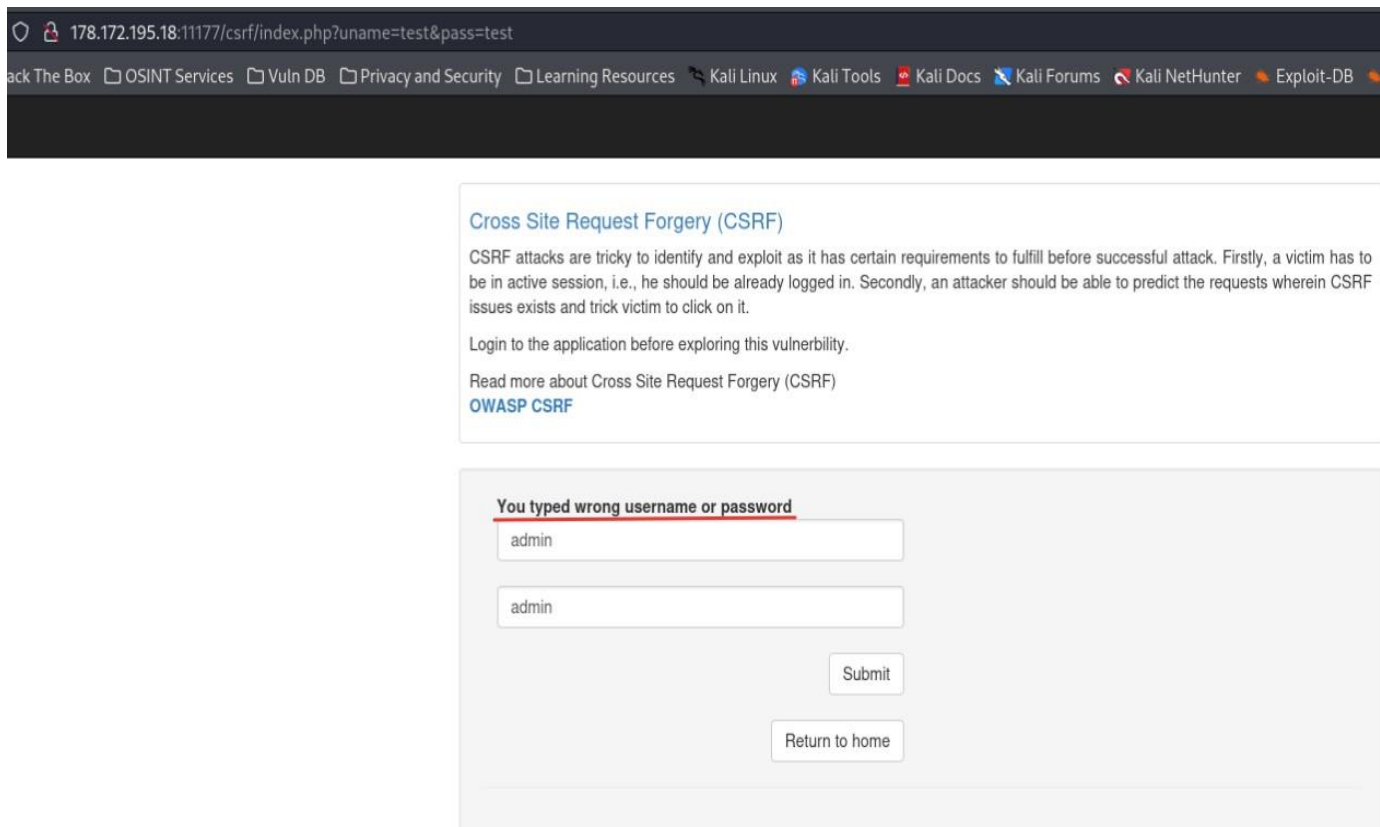 178.172.195.18:11177/csrf/index.php?uname=test&pass=test
ack The Box OSINT Services Vuln DB Privacy and Security Learning Resources Kali Linux Kali Tools Kali Docs Kali Forums Kali NetHunter Exploit-DB
Cross Site Request Forgery (CSRF)
CSRF attacks are tricky to identify and exploit as it has certain requirements to fulfill before successful attack. Firstly, a victim has to
be in active session, i.e., he should be already logged in. Secondly, an attacker should be able to predict the requests wherein CSRF
issues exists and trick victim to click on it.
Login to the application before exploring this vulnerbility.
Read more about Cross Site Request Forgery (CSRF)
OWASP CSRF
You typed wrong username or password
admin
admin
Submit
Return to home